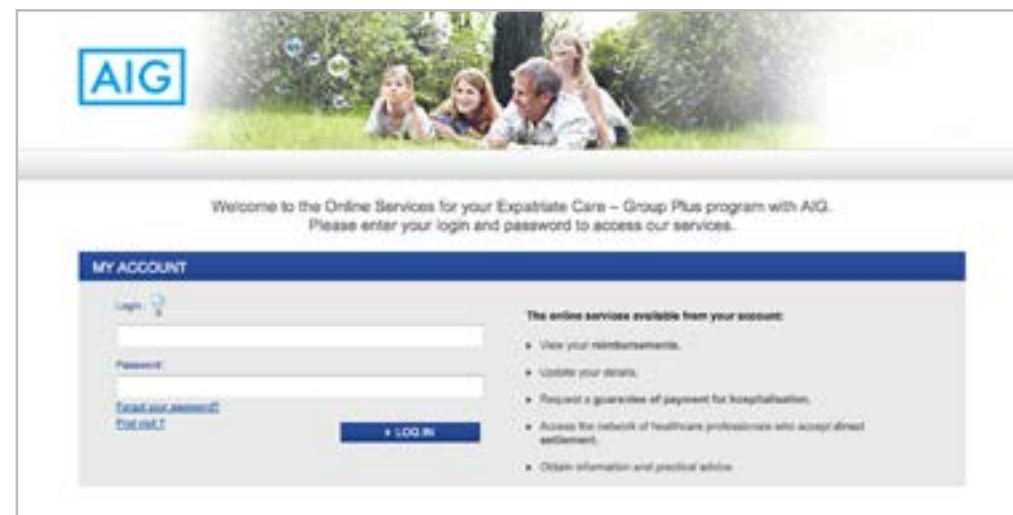 AIG
Welcome to the Online Services for your Expatriate Care – Group Plus program with AIG.
Please enter your login and password to access our services.
MY ACCOUNT
Login :
The online services available from your account:
View your reimbursements.
Password:
Update your details.
Forgot your password?
Request a guarantee of payment for hospitalisation.
First visit ?
LOG IN
Access the network of healthcare professionals who accept direct
settlement.
Obtain information and practical advice